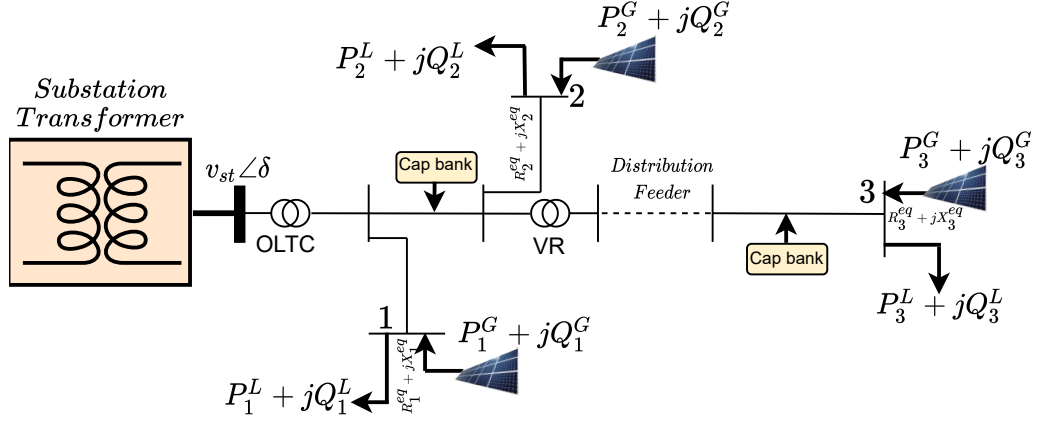 P_2^G + jQ_2^G
P_2^L + jQ_2^L
2
R_2^{eq} + jX_2^{eq}
Substation
Transformer
v_{st}∠δ
OLTC
Cap bank
VR
Distribution
Feeder
P_3^G + jQ_3^G
3
R_3^{eq} + jX_3^{eq}
Cap bank
P_3^L + jQ_3^L
1
P_1^G + jQ_1^G
R_1^{eq} + jX_1^{eq}
P_1^L + jQ_1^L